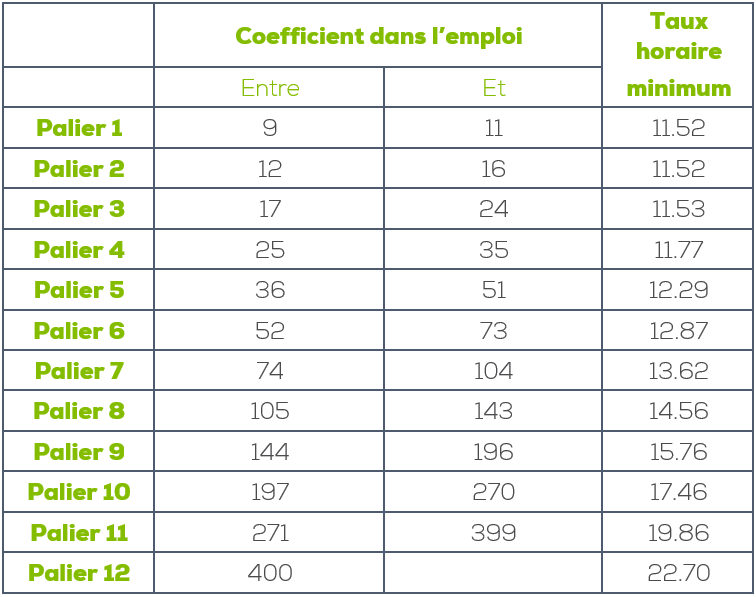 Coefficient dans l'emploi
Taux
horaire
minimum
Entre
Et
Palier 1 9 11 11.52
Palier 2 12 16 11.52
Palier 3 17 24 11.53
Palier 4 25 35 11.77
Palier 5 36 51 12.29
Palier 6 52 73 12.87
Palier 7 74 104 13.62
Palier 8 105 143 14.56
Palier 9 144 196 15.76
Palier 10 197 270 17.46
Palier 11 271 399 19.86
Palier 12 400 22.70